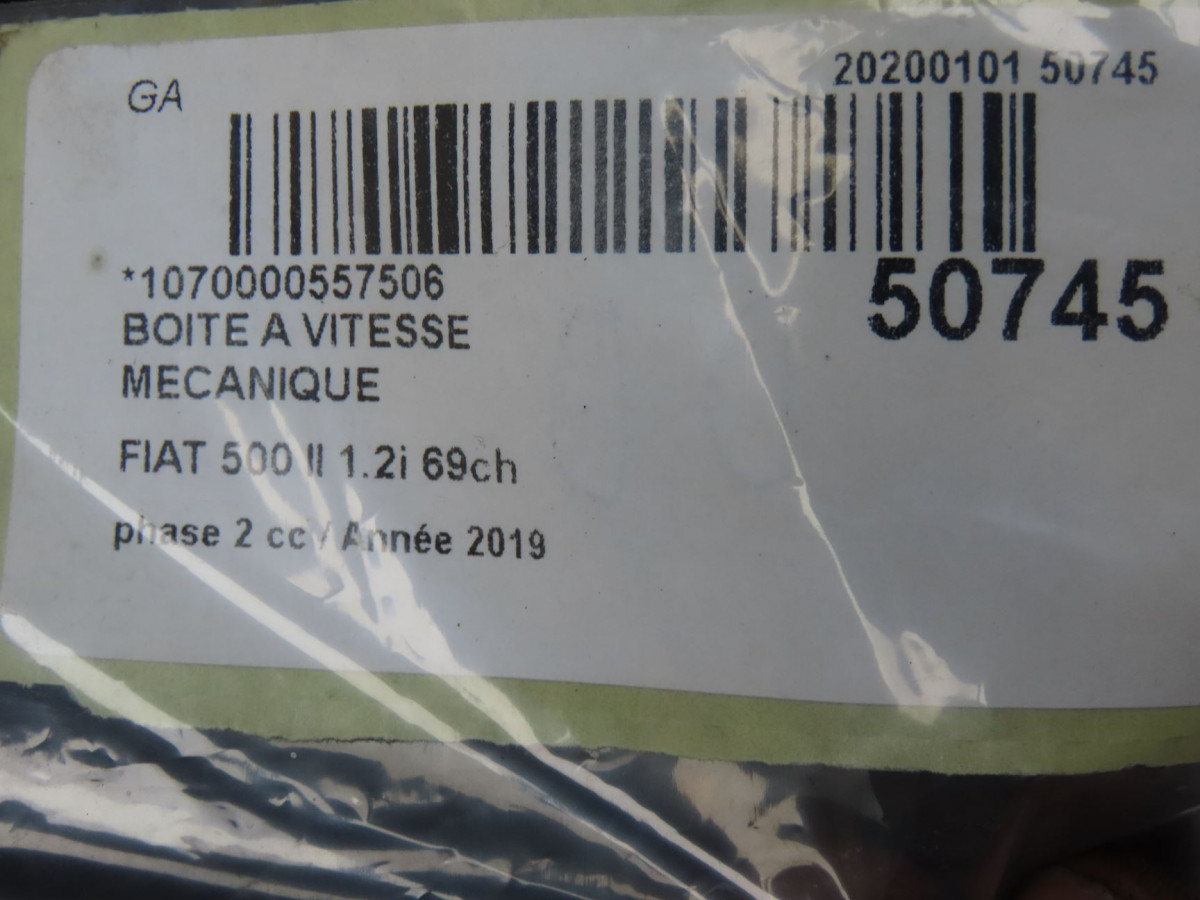 GA
20200101 50745
*1070000557506
50745
BOITE A VITESSE
MECANIQUE
FIAT 500 II 1.2i 69ch
phase 2 cc / Année 2019